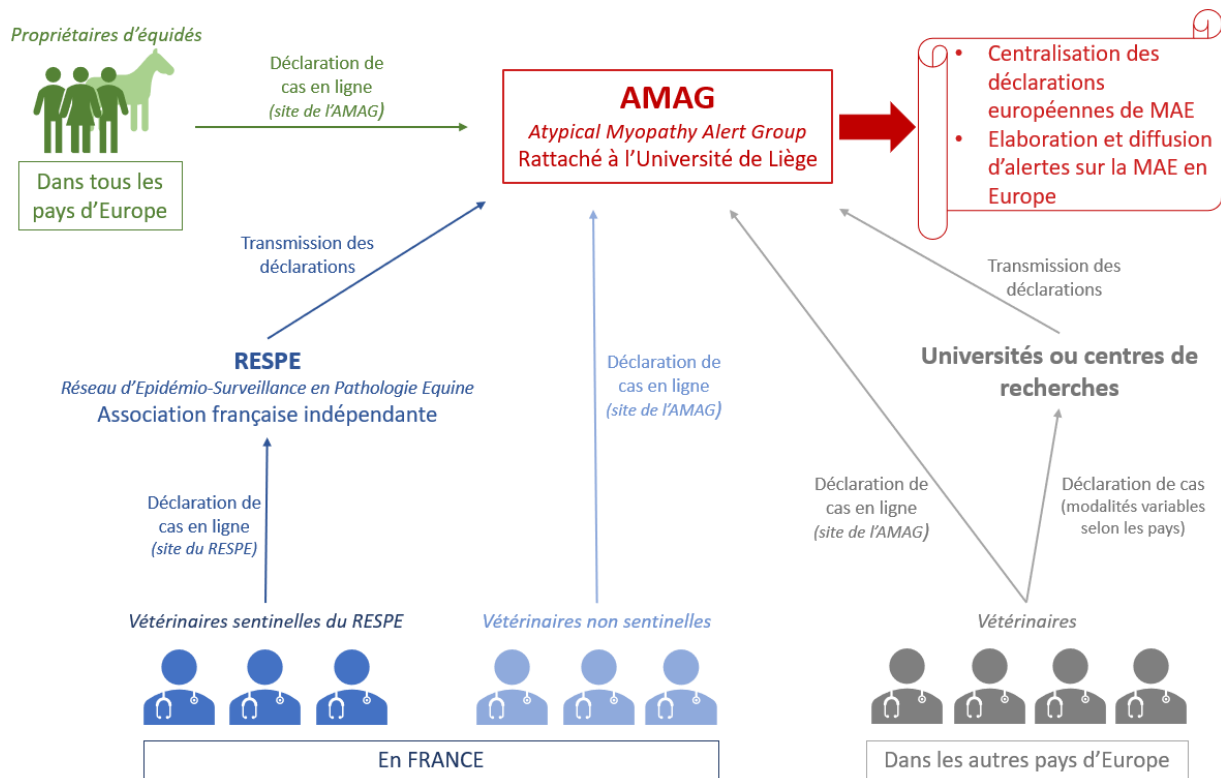 Propriétaires d'équidés
Dans tous les
pays d'Europe
Déclaration de
cas en ligne
(site de l'AMAG)
AMAG
Atypical Myopathy Alert Group
Rattaché à l'Université de Liège
• Centralisation des
déclarations
européennes de MAE
• Elaboration et diffusion
d'alertes sur la MAE en
Europe
Transmission des
déclarations
Transmission des
déclarations
RESPE
Réseau d'Epidémio-Surveillance en Pathologie Equine
Association française indépendante
Déclaration de
cas en ligne
(site de l'AMAG)
Universités ou centres de
recherches
Déclaration de
cas en ligne
(site du RESPE)
Déclaration de
cas en ligne
(site de l'AMAG)
Déclaration de cas
(modalités variables
selon les pays)
Vétérinaires sentinelles du RESPE
Vétérinaires non sentinelles
Vétérinaires
En FRANCE
Dans les autres pays d'Europe